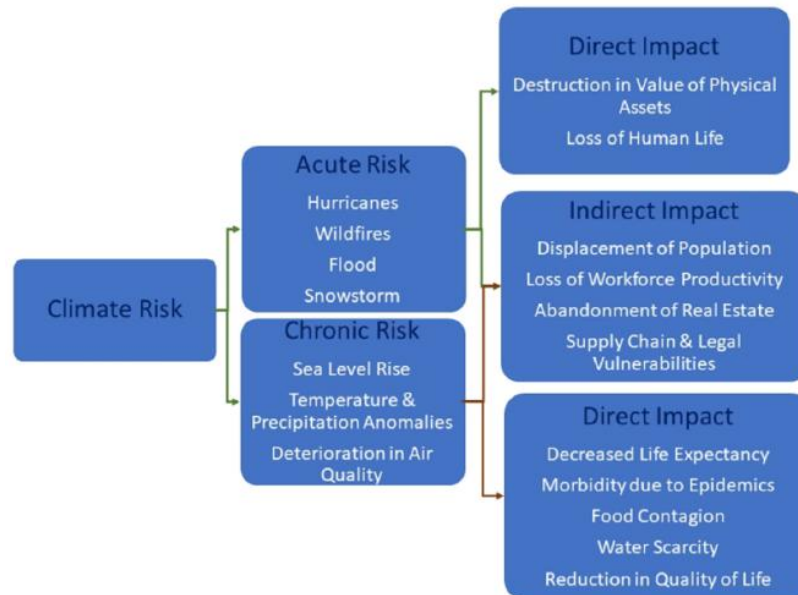 Climate Risk
Acute Risk
Hurricanes
Wildfires
Flood
Snowstorm
Chronic Risk
Sea Level Rise
Temperature &
Precipitation Anomalies
Deterioration in Air
Quality
Direct Impact
Destruction in Value of Physical
Assets
Loss of Human Life
Indirect Impact
Displacement of Population
Loss of Workforce Productivity
Abandonment of Real Estate
Supply Chain & Legal
Vulnerabilities
Direct Impact
Decreased Life Expectancy
Morbidity due to Epidemics
Food Contagion
Water Scarcity
Reduction in Quality of Life